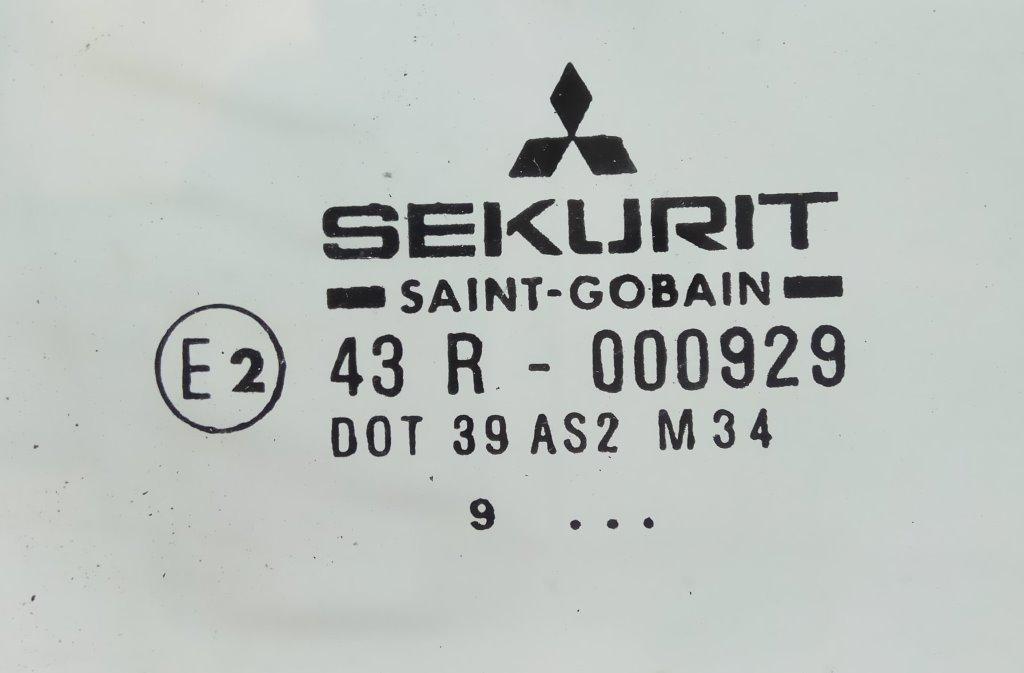 SEKURIT
SAINT-GOBAIN
E2 43 R - 000929
DOT 39 AS2 M34
9 ...